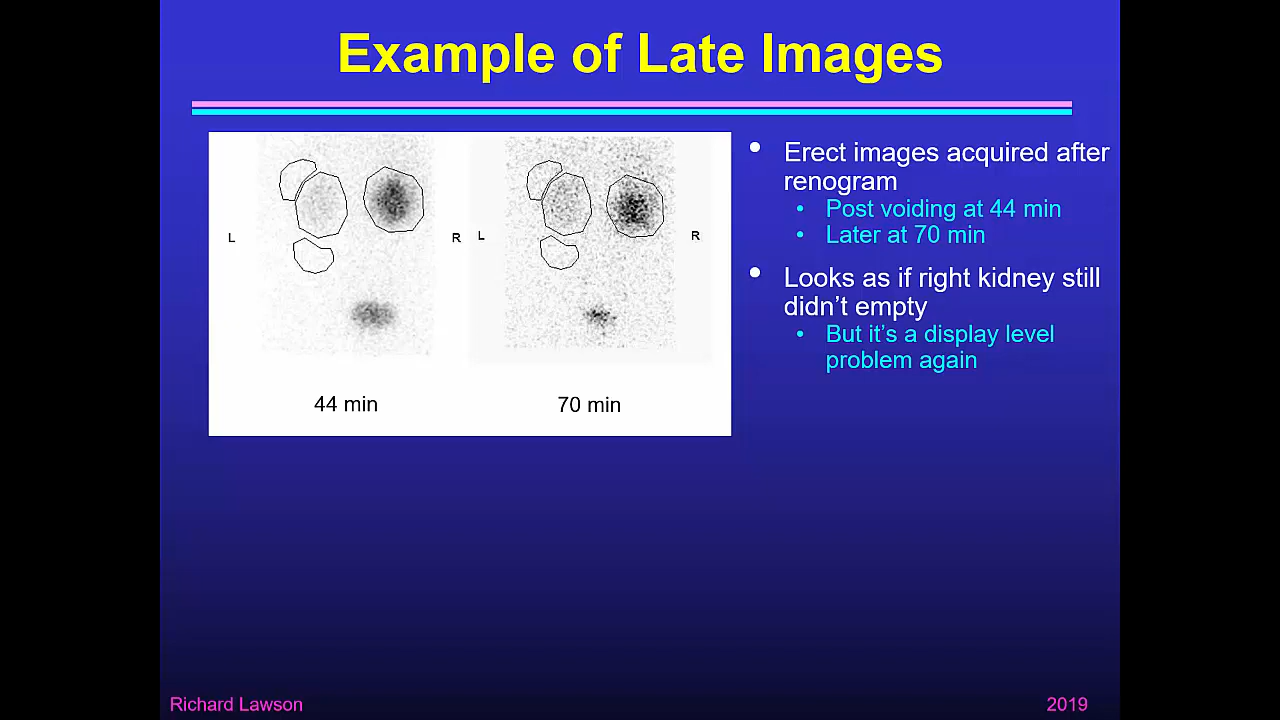 Example of Late Images
L
R
L
R
44 min
70 min
• Erect images acquired after
renogram
• Post voiding at 44 min
• Later at 70 min
• Looks as if right kidney still
didn’t empty
• But it’s a display level
problem again
Richard Lawson
2019